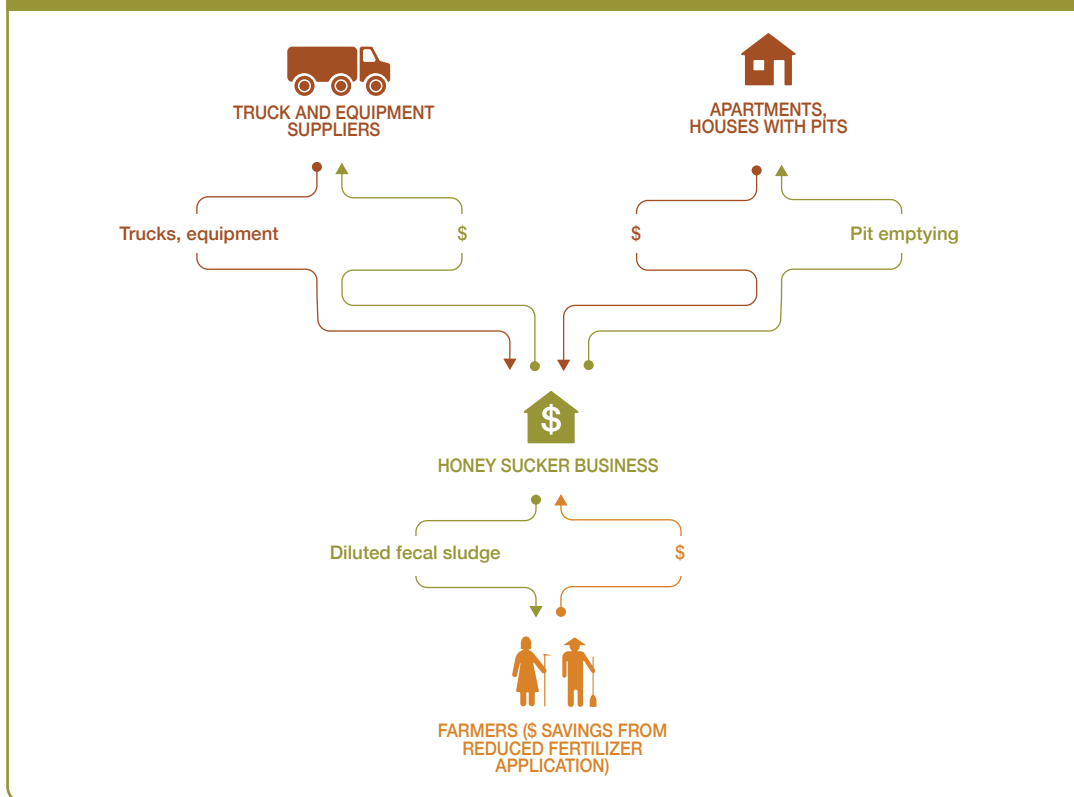 TRUCK AND EQUIPMENT
SUPPLIERS
APARTMENTS,
HOUSES WITH PITS
Trucks, equipment
$
$
Pit emptying
$
HONEY SUCKER BUSINESS
Diluted fecal sludge
$
FARMERS ($ SAVINGS FROM
REDUCED FERTILIZER
APPLICATION)